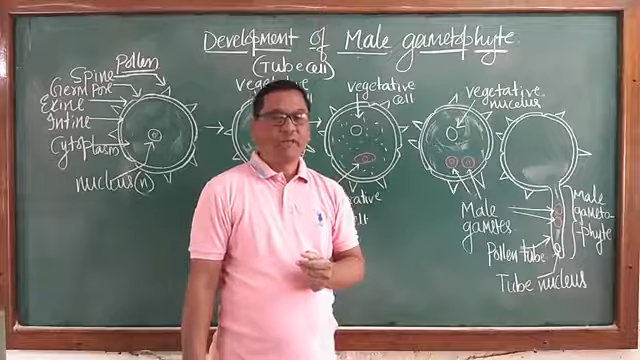 Development of Male gametophyte
(Tube cell)
Pollen
Spine
Germ Pore
Exine
Intine
Cytoplasm
nucleus (n)
vegetative
cell
vegetative
nucleus
Male
gametes
Male
gameto-
phyte
Pollen tube
Tube nucleus